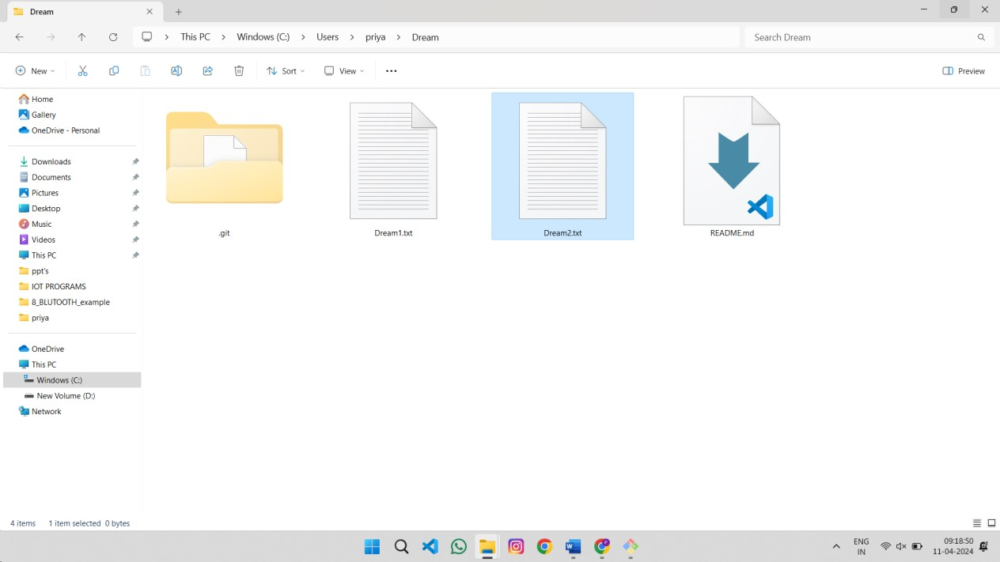 Dream
This PC > Windows (C:) > Users > priya > Dream
Search Dream
New
Sort
View
Preview
Home
Gallery
OneDrive - Personal
Downloads
Documents
Pictures
Desktop
Music
Videos
This PC
ppt's
IOT PROGRAMS
8_BLUTOOTH_example
priya
OneDrive
This PC
Windows (C:)
New Volume (D:)
Network
.git
Dream1.txt
Dream2.txt
README.md
4 items 1 item selected 0 bytes
ENG
IN
09:18:50
11-04-2024